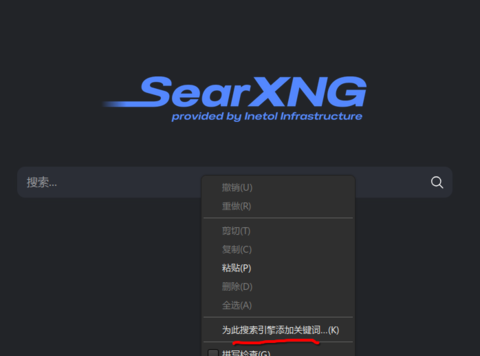 SearXNG
provided by Inetol Infrastructure
搜索...
撤销(U)
重做(R)
剪切(T)
复制(C)
粘贴(P)
删除(D)
全选(A)
为此搜索引擎添加关键词...(K)
拼写检查(G)